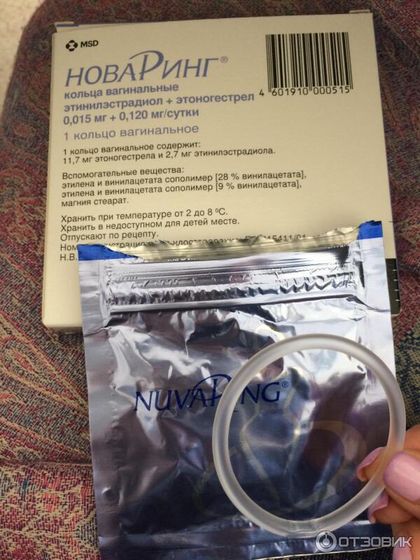 MSD
НОВАРИНГ®
кольца вагинальные
этинилэстрадиол + этоногестрел
0,015 мг + 0,120 мг/сутки
1 кольцо вагинальное
4 601910 000515
1 кольцо вагинальное содержит:
11,7 мг этоногестрела и 2,7 мг этинилэстрадиола.
Вспомогательные вещества:
этилена и винилацетата сополимер [28 % винилацетата],
этилена и винилацетата сополимер [9 % винилацетата],
магния стеарат.
Хранить при температуре от 2 до 8 ºC.
Хранить в недоступном для детей месте.
Отпускают по рецепту.
Н.В.
NUVARING®
ОТЗОВИК